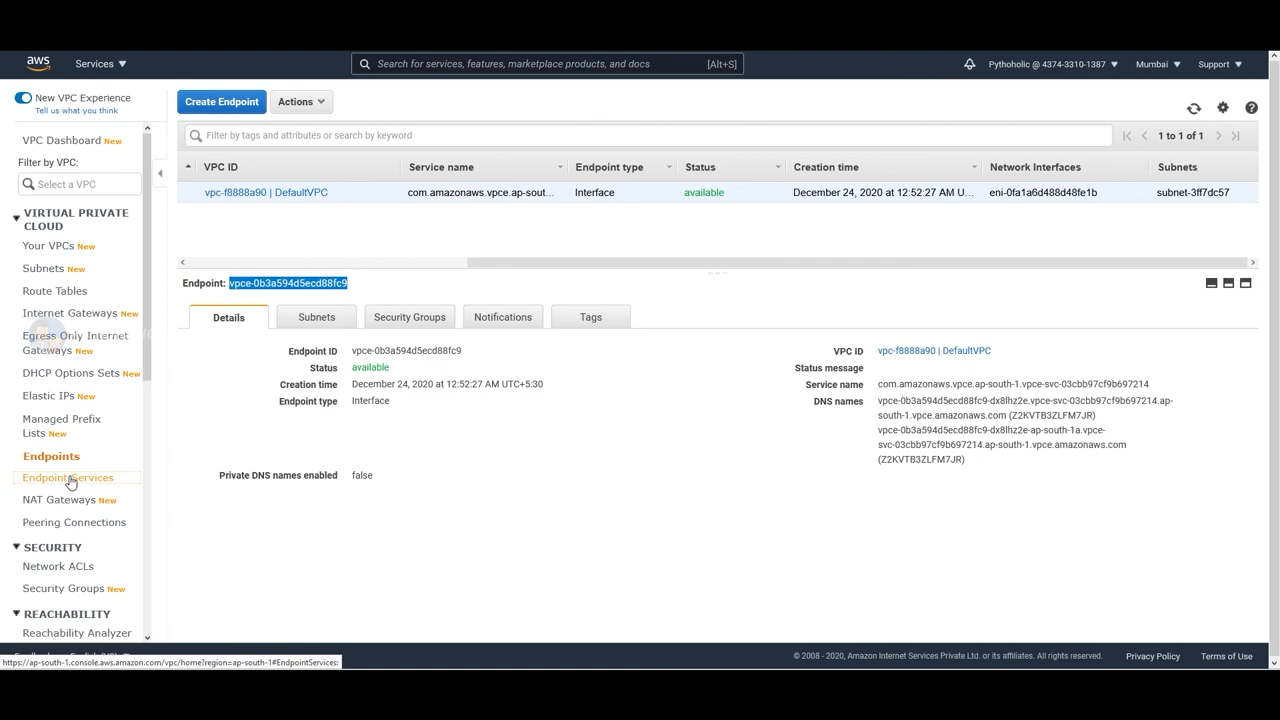 aws
Services
Search for services, features, marketplace products, and docs
[Alt+S]
Pythoholic @ 4374-3310-1387
Mumbai
Support
New VPC Experience
Tell us what you think
VPC Dashboard New
Filter by VPC:
Select a VPC
VIRTUAL PRIVATE
CLOUD
Your VPCs New
Subnets New
Route Tables
Internet Gateways New
Egress Only Internet
Gateways New
DHCP Options Sets New
Elastic IPs New
Managed Prefix
Lists New
Endpoints
Endpoint Services
NAT Gateways New
Peering Connections
SECURITY
Network ACLs
Security Groups New
REACHABILITY
Reachability Analyzer
Create Endpoint
Actions
Filter by tags and attributes or search by keyword
1 to 1 of 1
VPC ID Service name Endpoint type Status Creation time Network Interfaces Subnets
vpc-f8888a90 | DefaultVPC com.amazonaws.vpce.ap-sout... Interface available December 24, 2020 at 12:52:27 AM U... eni-0fa1a6d488d48fe1b subnet-3ff7dc57
Endpoint: vpce-0b3a594d5ecd88fc9
Details Subnets Security Groups Notifications Tags
Endpoint ID vpce-0b3a594d5ecd88fc9
Status available
Creation time December 24, 2020 at 12:52:27 AM UTC+5:30
Endpoint type Interface
Private DNS names enabled false
VPC ID vpc-f8888a90 | DefaultVPC
Status message
Service name com.amazonaws.vpce.ap-south-1.vpce-svc-03cbb97cf9b697214
DNS names vpce-0b3a594d5ecd88fc9-dx8lhz2e.vpce-svc-03cbb97cf9b697214.ap-
south-1.vpce.amazonaws.com (Z2KVTB3ZLFM7JR)
vpce-0b3a594d5ecd88fc9-dx8lhz2e-ap-south-1a.vpce-
svc-03cbb97cf9b697214.ap-south-1.vpce.amazonaws.com
(Z2KVTB3ZLFM7JR)
https://ap-south-1.console.aws.amazon.com/vpc/home?region=ap-south-1#EndpointServices:
© 2008 - 2020, Amazon Internet Services Private Ltd. or its affiliates. All rights reserved.
Privacy Policy
Terms of Use